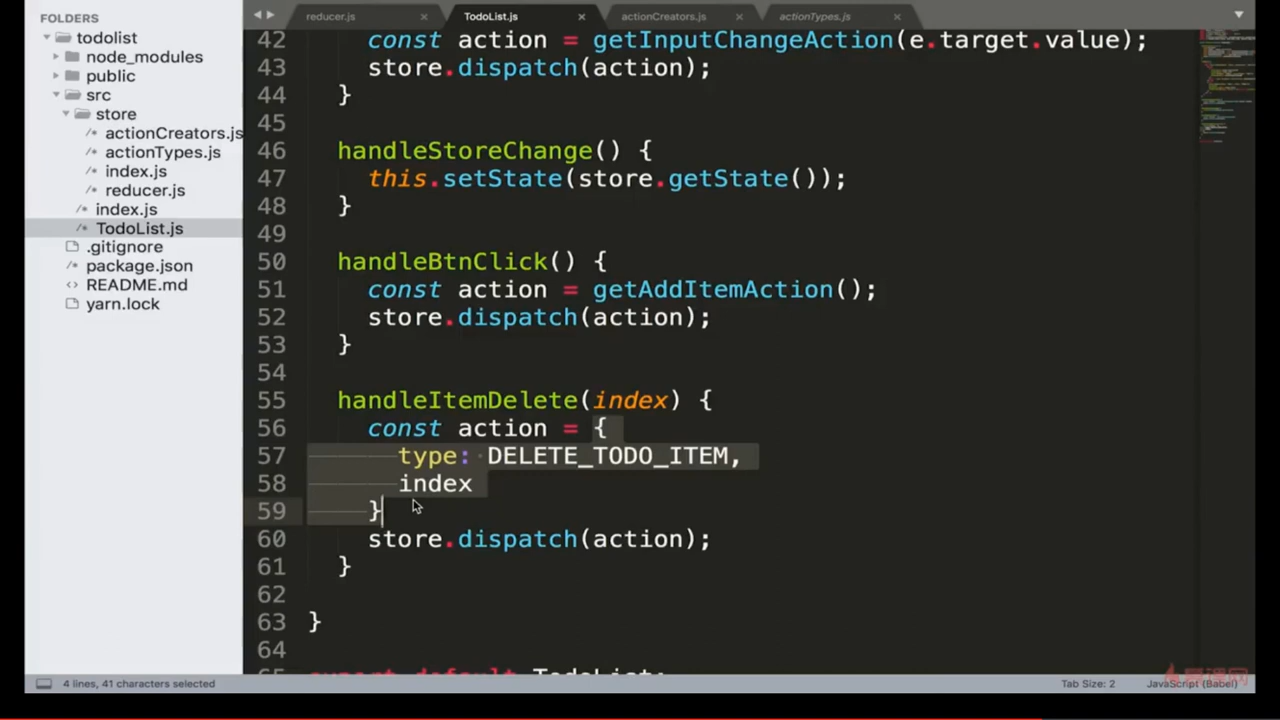 FOLDERS
todolist
node_modules
public
src
store
actionCreators.js
actionTypes.js
index.js
reducer.js
index.js
TodoList.js
.gitignore
package.json
README.md
yarn.lock
reducer.js
TodoList.js
actionCreators.js
actionTypes.js
42 const action = getInputChangeAction(e.target.value);
43 store.dispatch(action);
44 }
45
46 handleStoreChange() {
47 this.setState(store.getState());
48 }
49
50 handleBtnClick() {
51 const action = getAddItemAction();
52 store.dispatch(action);
53 }
54
55 handleItemDelete(index) {
56 const action = {
57 type: DELETE_TODO_ITEM,
58 index
59 }
60 store.dispatch(action);
61 }
62
63 }
64
65 export default TodoList;
4 lines, 41 characters selected
Tab Size: 2
JavaScript (Babel)